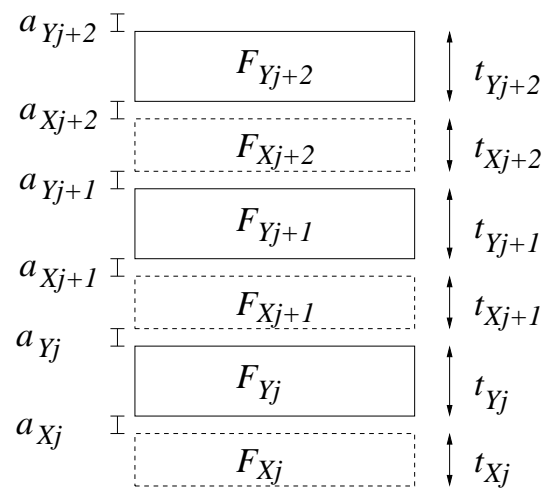 a_{Yj+2}
F_{Yj+2} t_{Yj+2}
a_{Xj+2}
F_{Xj+2} t_{Xj+2}
a_{Yj+1}
F_{Yj+1} t_{Yj+1}
a_{Xj+1}
F_{Xj+1} t_{Xj+1}
a_{Yj}
F_{Yj} t_{Yj}
a_{Xj}
F_{Xj} t_{Xj}